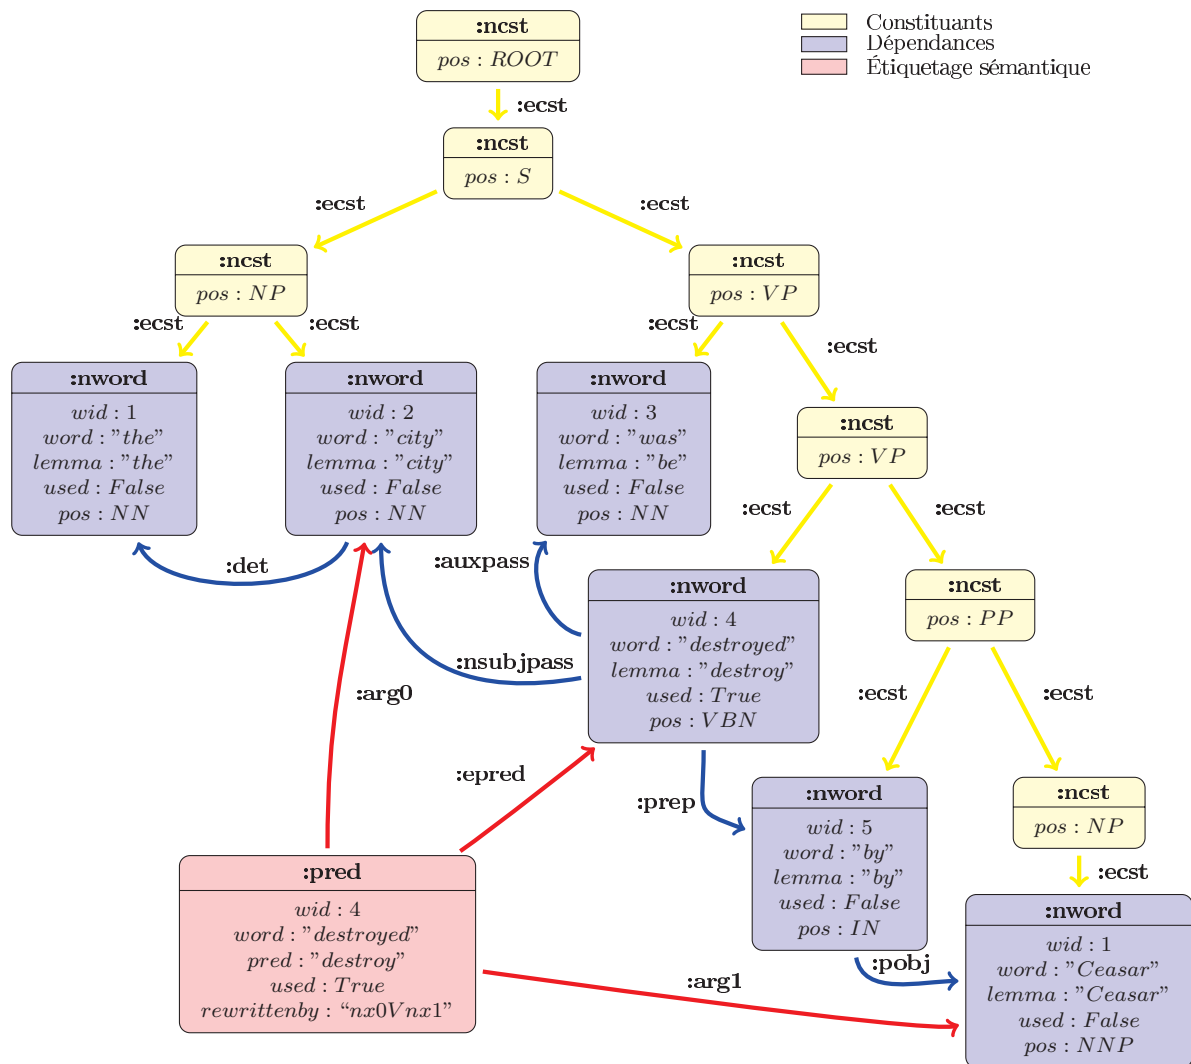 :ncst
pos : ROOT
Constituants
Dépendances
Étiquetage sémantique
:ecst
:ncst
pos : S
:ecst
:ecst
:ncst
pos : NP
:ncst
pos : VP
:ecst
:ecst
:ecst
:ecst
:nword
wid : 1
word : ”the”
lemma : ”the”
used : False
pos : NN
:nword
wid : 2
word : ”city”
lemma : ”city”
used : False
pos : NN
:nword
wid : 3
word : ”was”
lemma : ”be”
used : False
pos : NN
:ncst
pos : VP
:ecst
:ecst
:det
:auxpass
:nsubjpass
:nword
wid : 4
word : ”destroyed”
lemma : ”destroy”
used : True
pos : VBN
:ncst
pos : PP
:ecst
:ecst
:arg0
:epred
:prep
:nword
wid : 5
word : ”by”
lemma : ”by”
used : False
pos : IN
:ncst
pos : NP
:ecst
:pred
wid : 4
word : ”destroyed”
pred : ”destroy”
used : True
rewrittenby : “nx0Vnx1”
:arg1
:pobj
:nword
wid : 1
word : ”Ceasar”
lemma : ”Ceasar”
used : False
pos : NNP